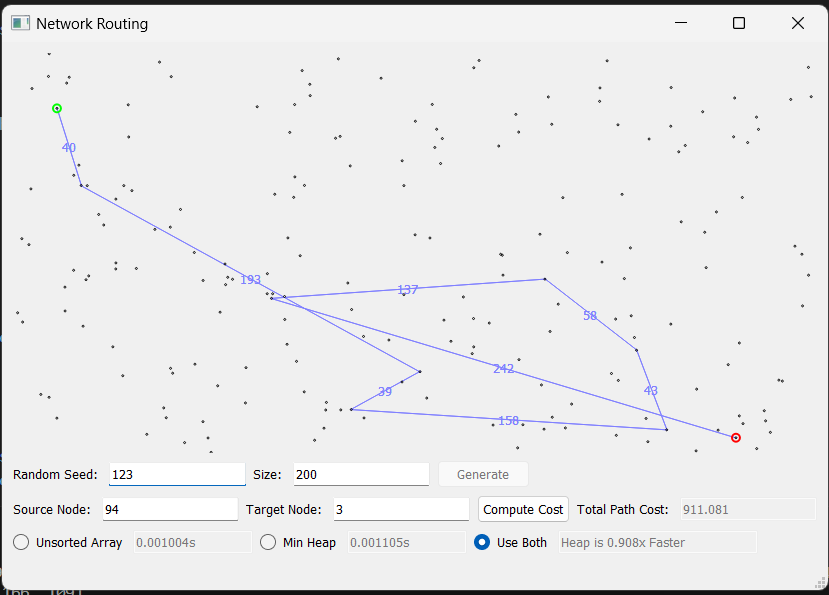 Network Routing
40
193
137
58
242
43
39
158
Random Seed: 123 Size: 200 Generate
Source Node: 94 Target Node: 3 Compute Cost Total Path Cost: 911.081
Unsorted Array 0.001004s Min Heap 0.001105s Use Both Heap is 0.908x Faster